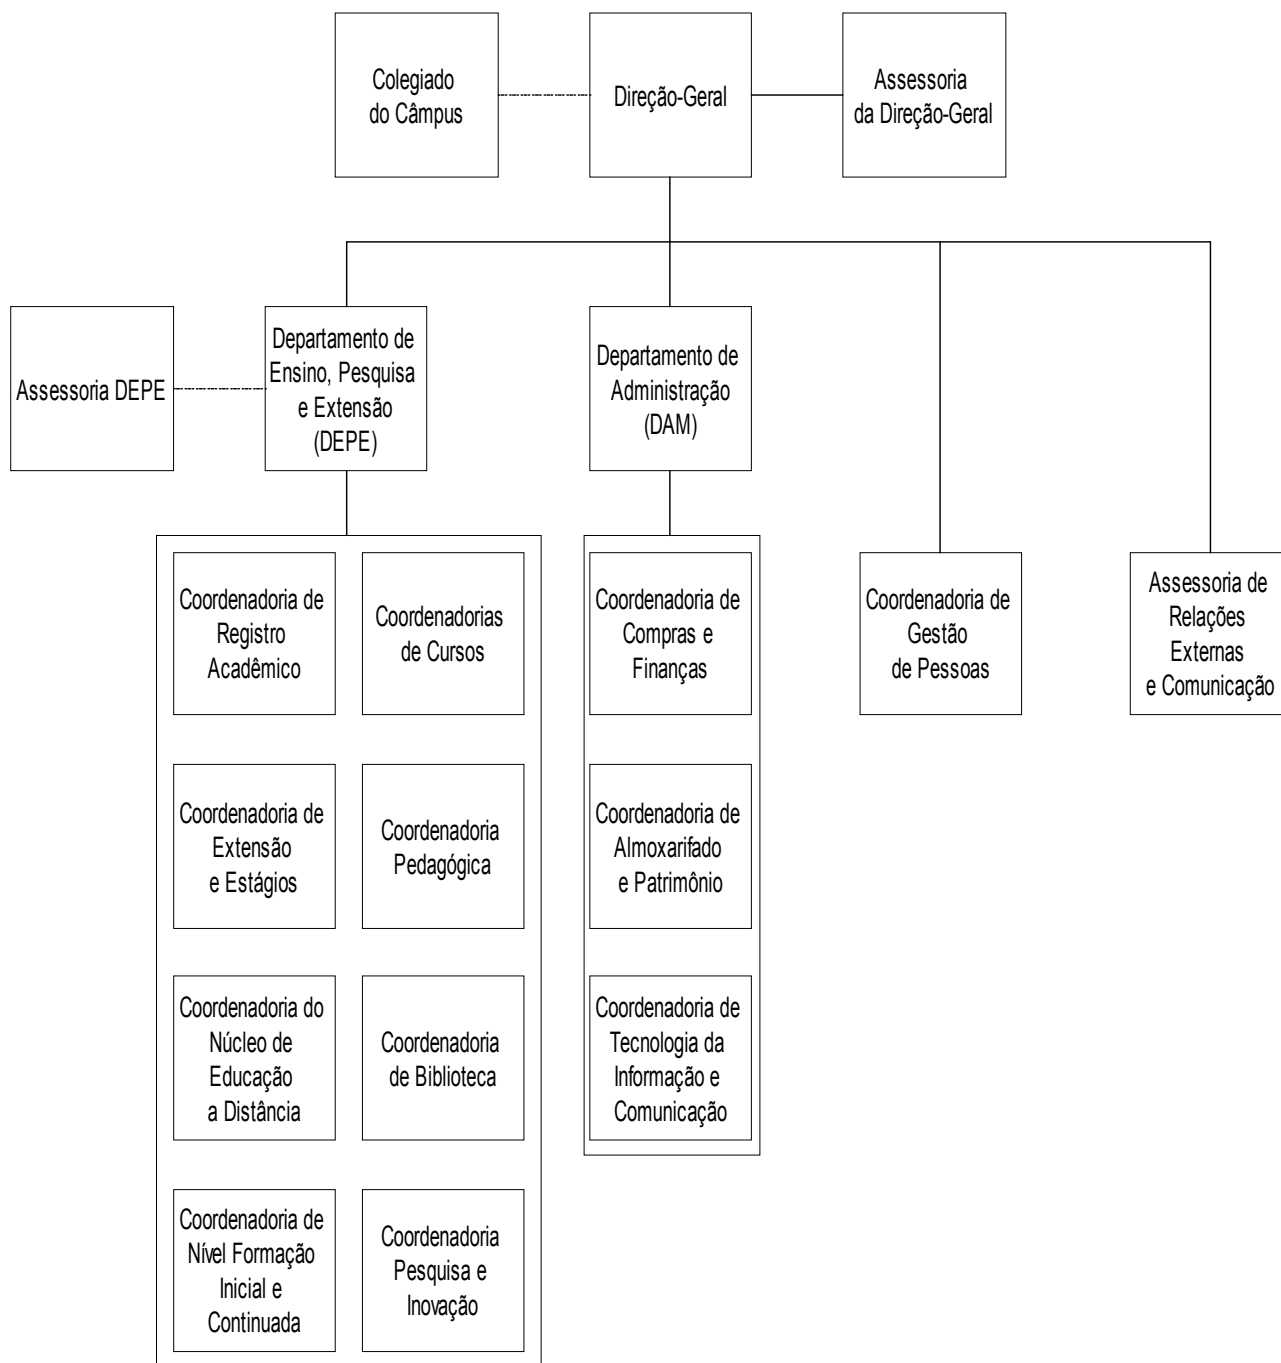 Colegiado
do Câmpus
Direção-Geral
Assessoria
da Direção-Geral
Assessoria DEPE
Departamento de
Ensino, Pesquisa
e Extensão
(DEPE)
Departamento de
Administração
(DAM)
Coordenadoria de
Registro
Acadêmico
Coordenadorias
de Cursos
Coordenadoria de
Compras e
Finanças
Coordenadoria de
Gestão
de Pessoas
Assessoria de
Relações
Externas
e Comunicação
Coordenadoria de
Extensão
e Estágios
Coordenadoria
Pedagógica
Coordenadoria de
Almoxarifado
e Patrimônio
Coordenadoria do
Núcleo de
Educação
a Distância
Coordenadoria
de Biblioteca
Coordenadoria de
Tecnologia da
Informação e
Comunicação
Coordenadoria de
Nível Formação
Inicial e
Continuada
Coordenadoria
Pesquisa e
Inovação